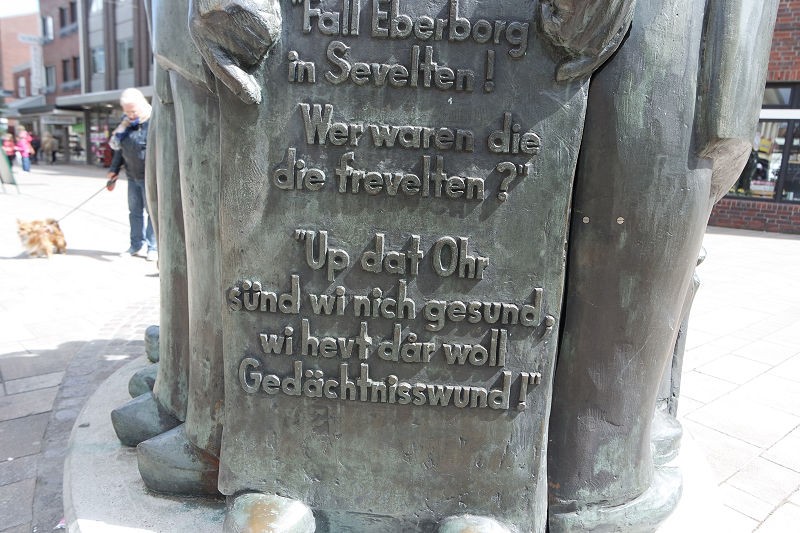 "Fall Eberborg
in Sevelten!
Wer waren die
die frevelten?"
"Up dat Ohr
sünd wi nich gesund,
wi hevt dår woll
Gedächtnisswund!"